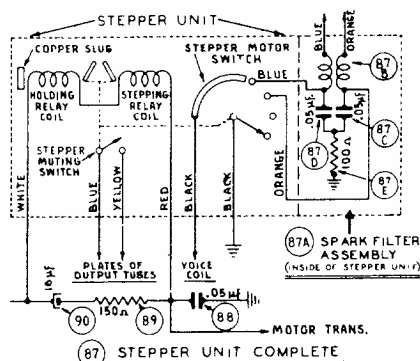 STEPPER UNIT
BLUE
ORANGE
COPPER SLUG
STEPPER MOTOR
SWITCH
BLUE
HOLDING
RELAY
COIL
STEPPING
RELAY
COIL
87
B
.05µF
.05µF
87
D
87
C
100Ω
87
E
STEPPER
MUTING
SWITCH
WHITE
BLUE
YELLOW
RED
BLACK
BLACK
ORANGE
PLATES OF
OUTPUT TUBES
VOICE
COIL
87A SPARK FILTER
ASSEMBLY
(INSIDE OF STEPPER UNIT)
16µF
150Ω
.05µF
90
89
88
MOTOR TRANS.
87 STEPPER UNIT COMPLETE